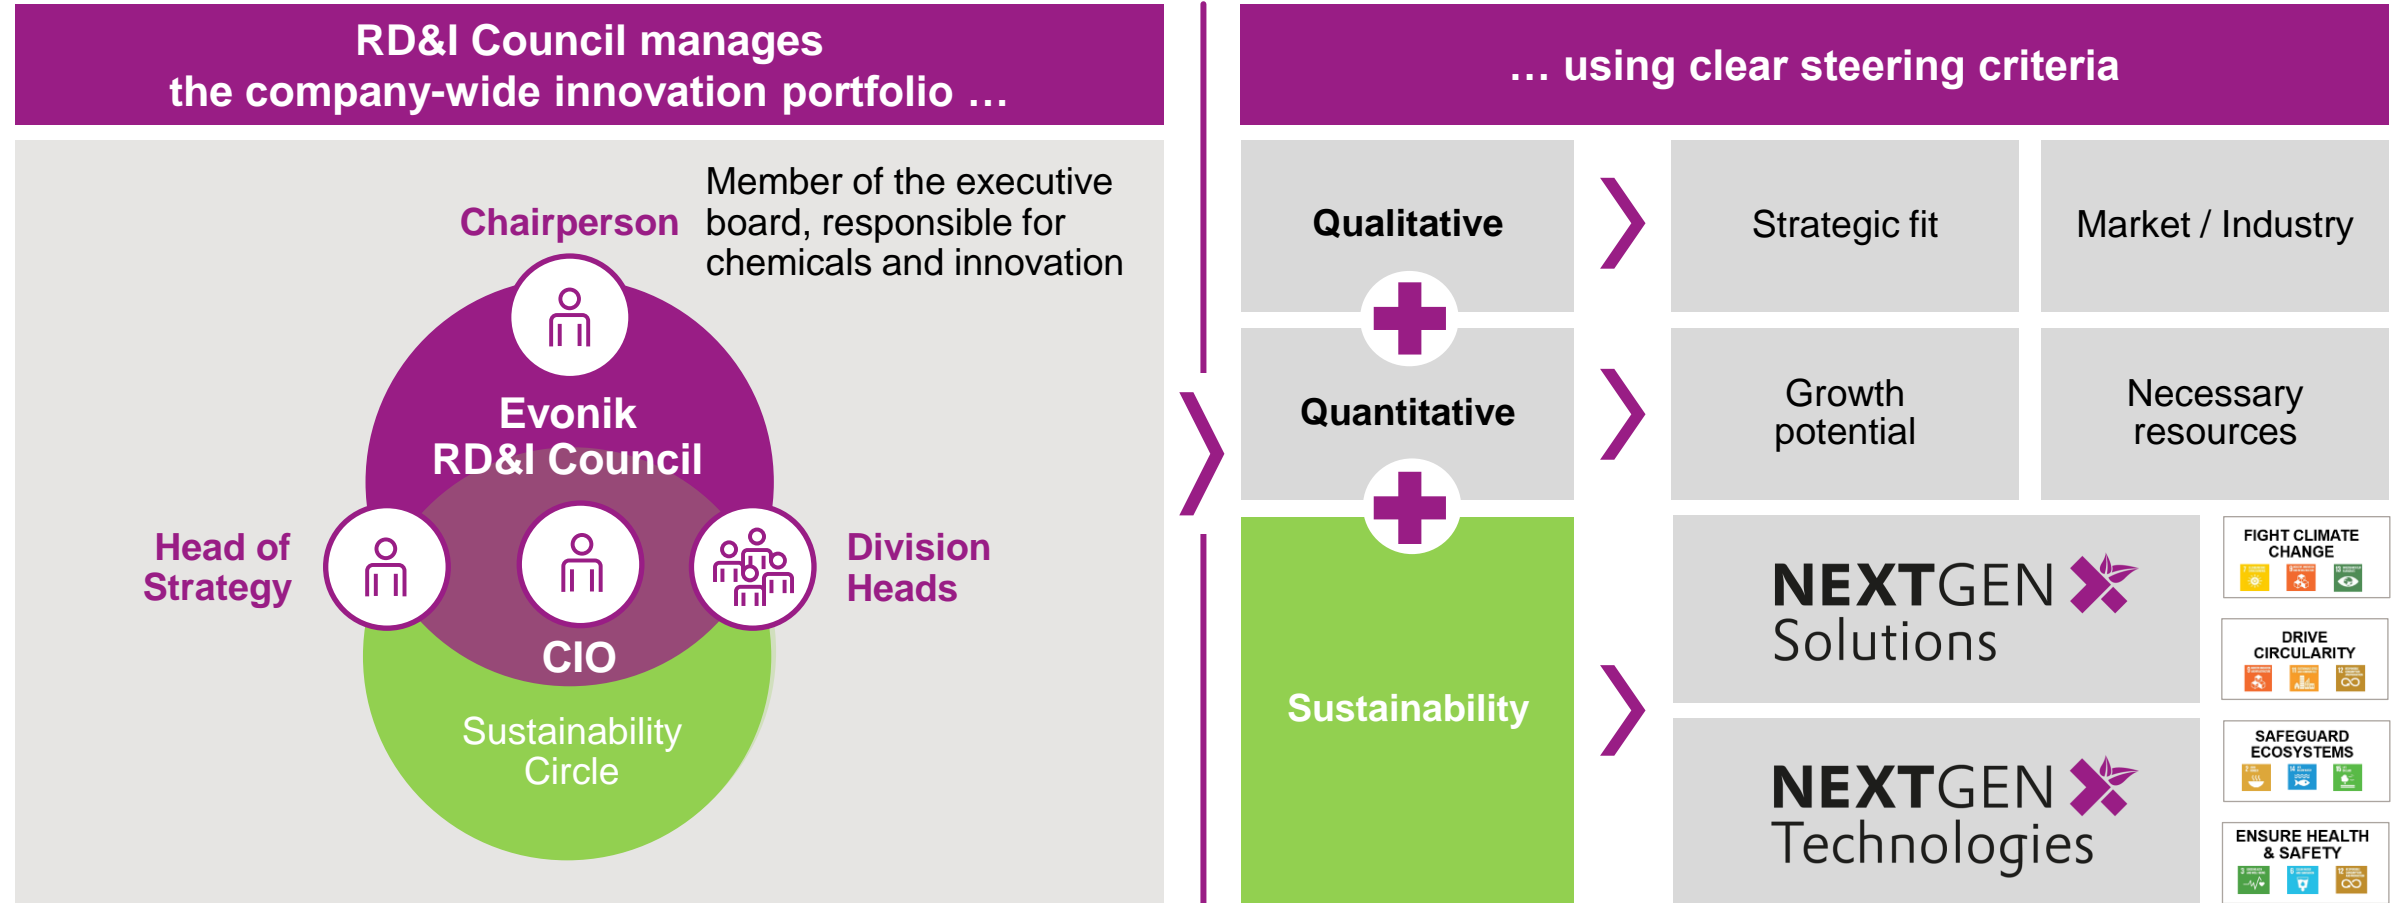 RD&I Council manages
the company-wide innovation portfolio …
Chairperson
Member of the executive
board, responsible for
chemicals and innovation
Evonik
RD&I Council
Head of
Strategy
Division
Heads
CIO
Sustainability
Circle
… using clear steering criteria
Qualitative
Strategic fit
Market / Industry
Quantitative
Growth
potential
Necessary
resources
Sustainability
NEXTGEN
Solutions
NEXTGEN
Technologies
FIGHT CLIMATE
CHANGE
DRIVE
CIRCULARITY
SAFEGUARD
ECOSYSTEMS
ENSURE HEALTH
& SAFETY